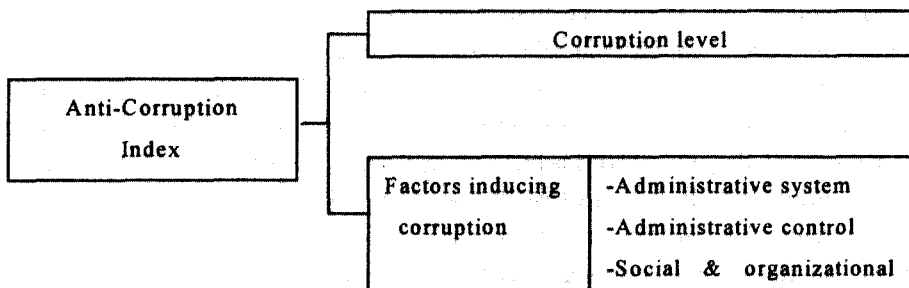 Corruption level
Anti-Corruption
Index
Factors inducing
corruption
-Administrative system
-Administrative control
-Social & organizational